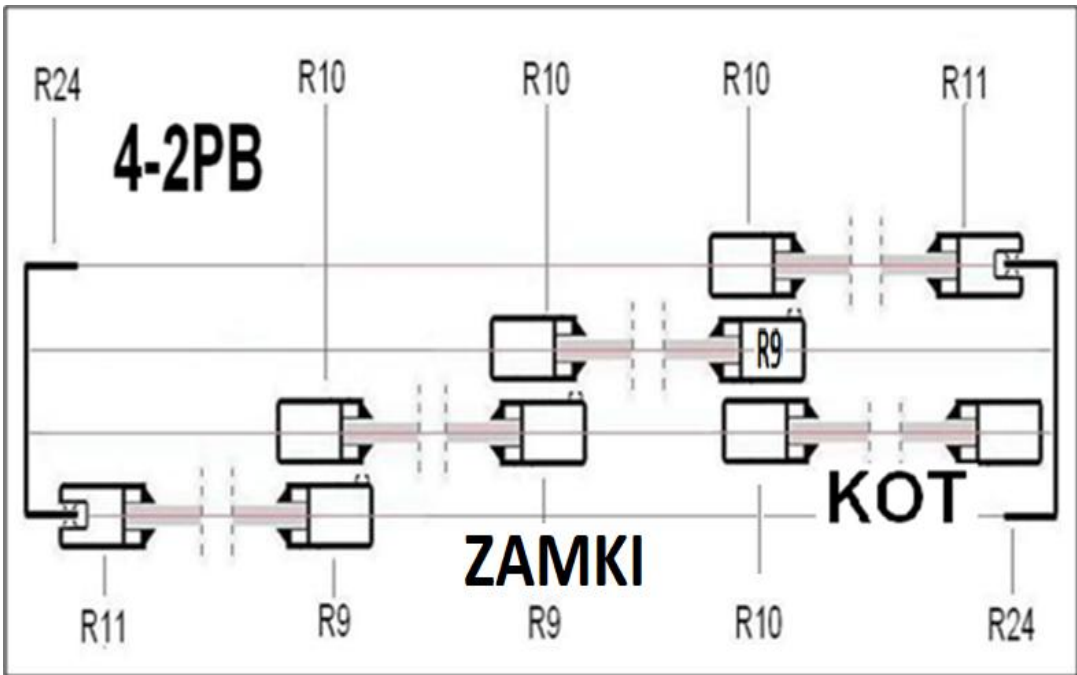 R24 R10 R10 R10 R11
4-2PB
R9
KOT
ZAMKI
R11 R9 R9 R10 R24